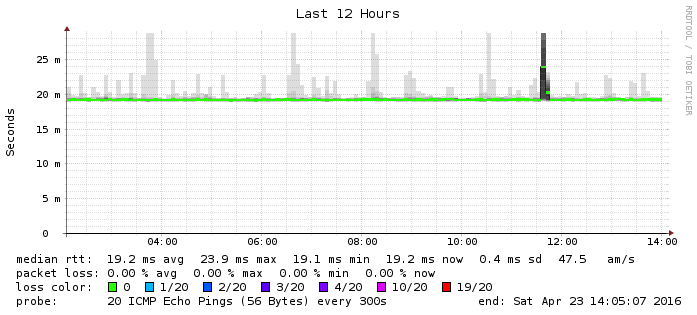 Last 12 Hours
RRDTOOL / TOBI OETIKER
Seconds
25 m
20 m
15 m
10 m
5 m
0
04:00 06:00 08:00 10:00 12:00 14:00
median rtt: 19.2 ms avg 23.9 ms max 19.1 ms min 19.2 ms now 0.4 ms sd 47.5 am/s
packet loss: 0.00 % avg 0.00 % max 0.00 % min 0.00 % now
loss color: 0 1/20 2/20 3/20 4/20 10/20 19/20
probe: 20 ICMP Echo Pings (56 Bytes) every 300s end: Sat Apr 23 14:05:07 2016